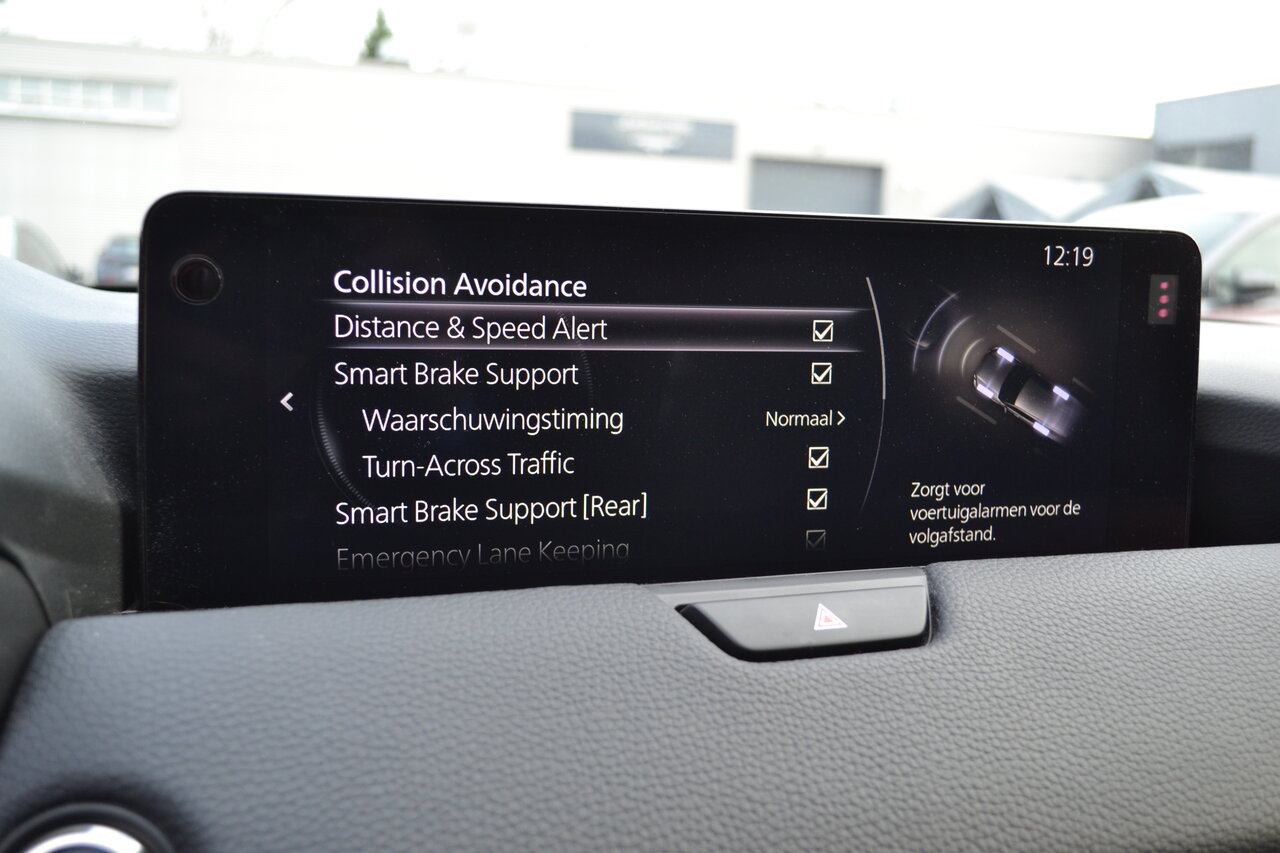 12:19
Collision Avoidance
Distance & Speed Alert
Smart Brake Support
Waarschuwingstiming Normaal >
Turn-Across Traffic
Smart Brake Support [Rear]
Emergency Lane Keeping
Zorgt voor
voertuigalarmen voor de
volgafstand.